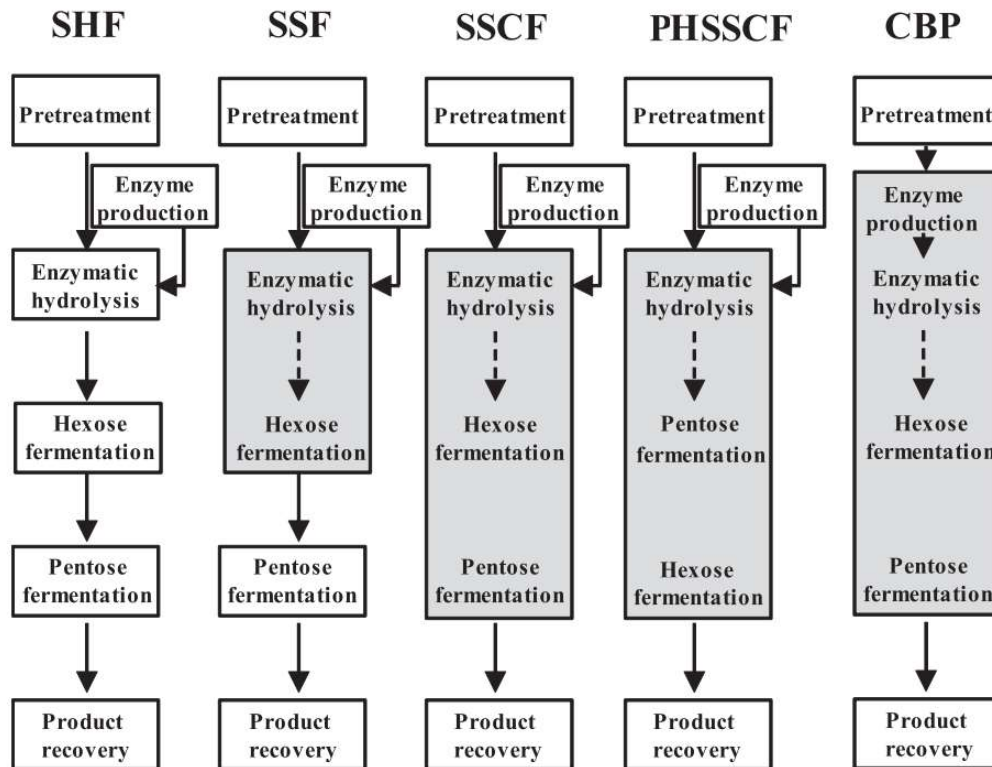 SHF
SSF
SSCF
PHSSCF
CBP
Pretreatment
Enzyme
production
Enzymatic
hydrolysis
Hexose
fermentation
Pentose
fermentation
Product
recovery
Pretreatment
Enzyme
production
Enzymatic
hydrolysis
Hexose
fermentation
Pentose
fermentation
Product
recovery
Pretreatment
Enzyme
production
Enzymatic
hydrolysis
Hexose
fermentation
Pentose
fermentation
Product
recovery
Pretreatment
Enzyme
production
Enzymatic
hydrolysis
Pentose
fermentation
Hexose
fermentation
Product
recovery
Pretreatment
Enzyme
production
Enzymatic
hydrolysis
Hexose
fermentation
Pentose
fermentation
Product
recovery